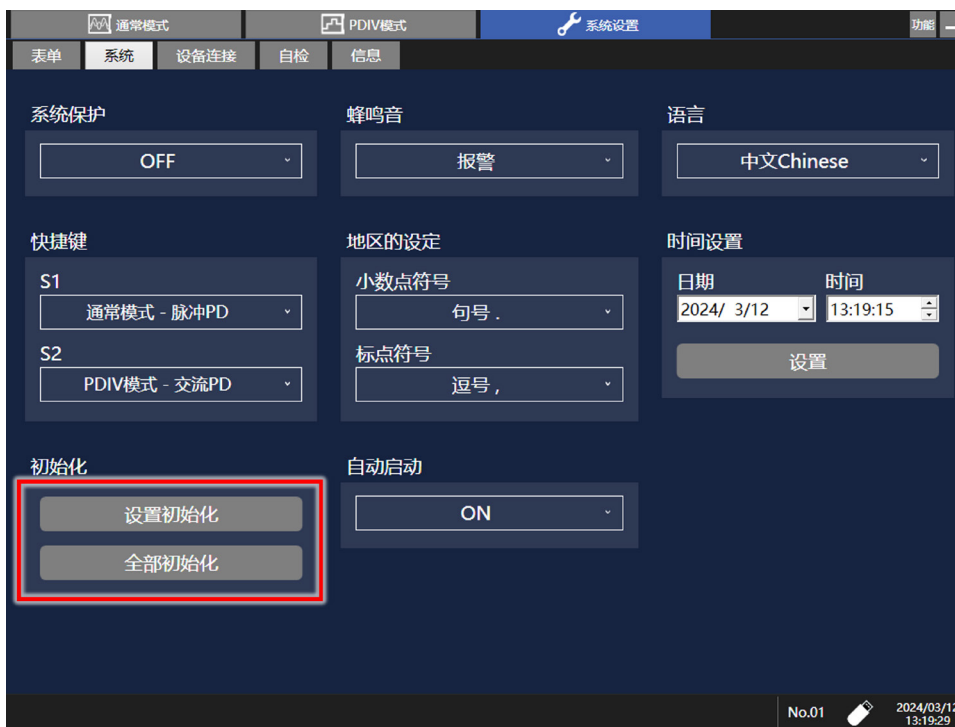 通常模式
PDIV模式
系统设置
功能
表单
系统
设备连接
自检
信息
系统保护
OFF
蜂鸣音
报警
语言
中文Chinese
快捷键
S1
通常模式 - 脉冲PD
S2
PDIV模式 - 交流PD
地区的设定
小数点符号
句号 .
标点符号
逗号 ,
时间设置
日期
时间
2024/ 3/12
13:19:15
设置
初始化
设置初始化
全部初始化
自动启动
ON
No.01
2024/03/12
13:19:29